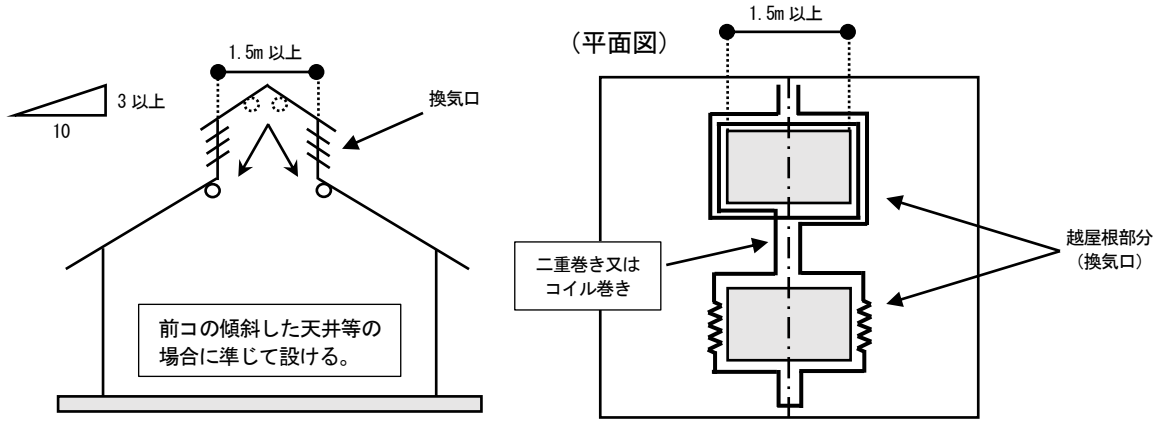 1.5m 以上
3 以上
10
換気口
前コの傾斜した天井等の
場合に準じて設ける。
(平面図)
1.5m 以上
二重巻き又は
コイル巻き
越屋根部分
(換気口)